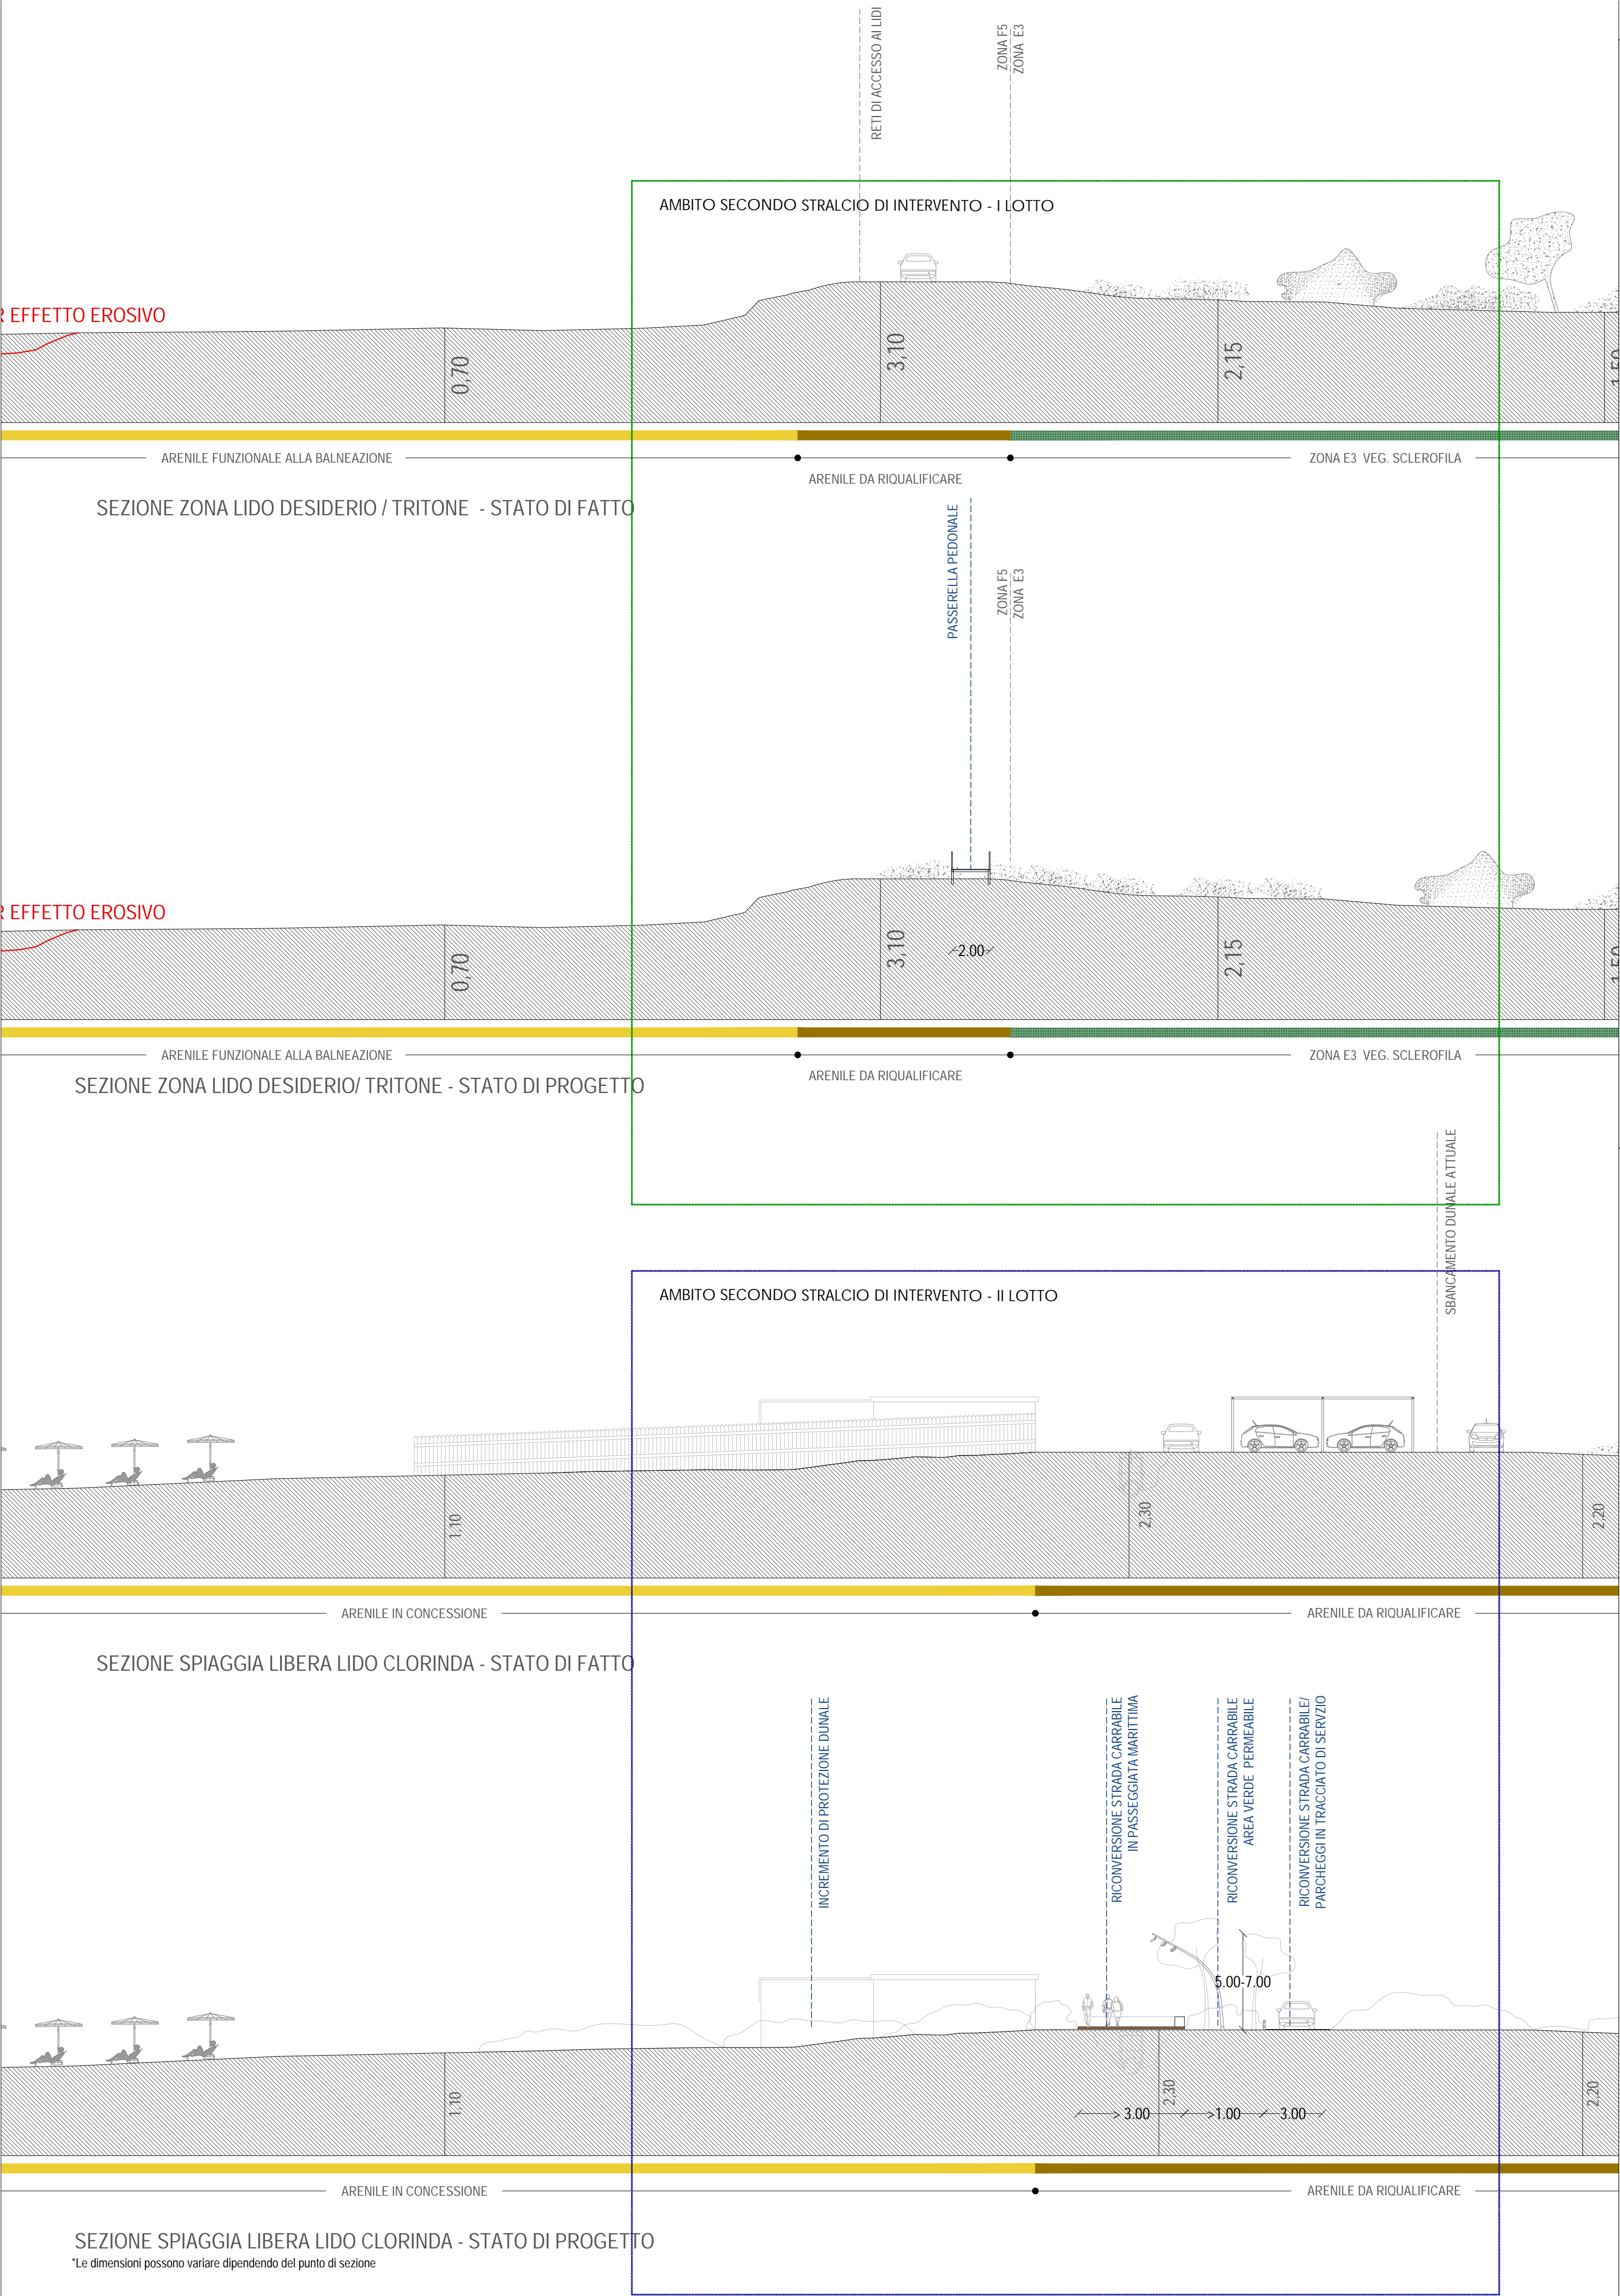 RETI DI ACCESSO AI LIDI
ZONA F5
ZONA E3
AMBITO SECONDO STRALCIO DI INTERVENTO - I LOTTO
EFFETTO EROSIVO
0,70
3,10
2,15
ARENILE FUNZIONALE ALLA BALNEAZIONE
ARENILE DA RIQUALIFICARE
ZONA E3 VEG. SCLEROFILA
SEZIONE ZONA LIDO DESIDERIO / TRITONE - STATO DI FATTO
PASSERELLA PEDONALE
ZONA F5
ZONA E3
EFFETTO EROSIVO
0,70
3,10
2.00
2,15
ARENILE FUNZIONALE ALLA BALNEAZIONE
ARENILE DA RIQUALIFICARE
ZONA E3 VEG. SCLEROFILA
SEZIONE ZONA LIDO DESIDERIO/ TRITONE - STATO DI PROGETTO
SBANCAMENTO DUNALE ATTUALE
AMBITO SECONDO STRALCIO DI INTERVENTO - II LOTTO
1,10
2,30
2,20
ARENILE IN CONCESSIONE
ARENILE DA RIQUALIFICARE
SEZIONE SPIAGGIA LIBERA LIDO CLORINDA - STATO DI FATTO
INCREMENTO DI PROTEZIONE DUNALE
RICONVERSIONE STRADA CARRABILE
IN PASSEGGIATA MARITTIMA
RICONVERSIONE STRADA CARRABILE
AREA VERDE PERMEABILE
RICONVERSIONE STRADA CARRABILE/
PARCHEGGI IN TRACCIATO DI SERVZIO
5.00-7.00
1,10
2,30
2,20
> 3.00
>1.00
3.00
ARENILE IN CONCESSIONE
ARENILE DA RIQUALIFICARE
SEZIONE SPIAGGIA LIBERA LIDO CLORINDA - STATO DI PROGETTO
*Le dimensioni possono variare dipendendo del punto di sezione